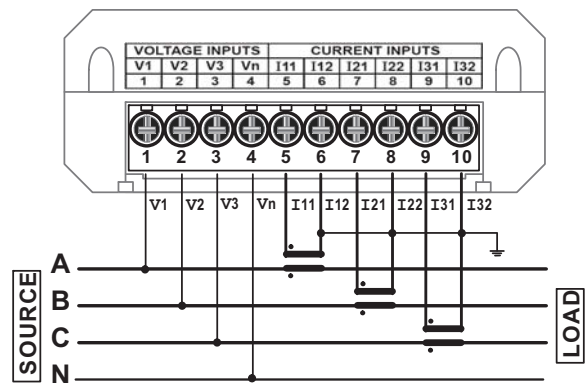 VOLTAGE INPUTS CURRENT INPUTS
V1 V2 V3 Vn I11 I12 I21 I22 I31 I32
1 2 3 4 5 6 7 8 9 10
1 2 3 4 5 6 7 8 9 10
V1 V2 V3 Vn I11 I12 I21 I22 I31 I32
SOURCE
A
B
C
N
LOAD